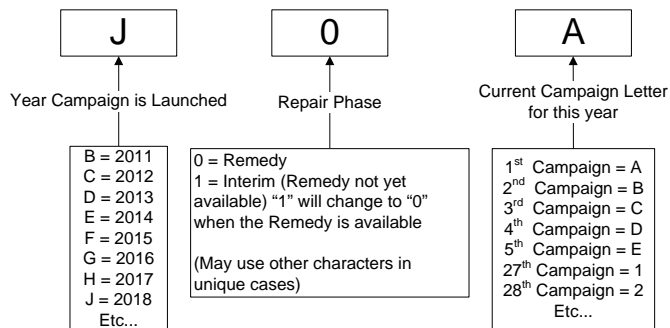 J
0
A
Year Campaign is Launched
Repair Phase
Current Campaign Letter
for this year
B = 2011
C = 2012
D = 2013
E = 2014
F = 2015
G = 2016
H = 2017
J = 2018
Etc...
0 = Remedy
1 = Interim (Remedy not yet
available) “1” will change to “0”
when the Remedy is available
(May use other characters in
unique cases)
1st Campaign = A
2nd Campaign = B
3rd Campaign = C
4th Campaign = D
5th Campaign = E
27th Campaign = 1
28th Campaign = 2
Etc...